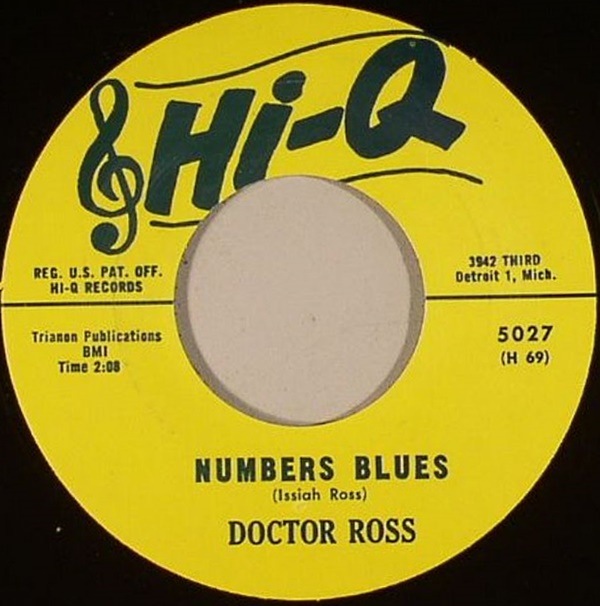 Hi-Q
REG. U.S. PAT. OFF.
HI-Q RECORDS
3942 THIRD
Detroit 1, Mich.
Trianon Publications
BMI
Time 2:08
5027
(H 69)
NUMBERS BLUES
(Issiah Ross)
DOCTOR ROSS